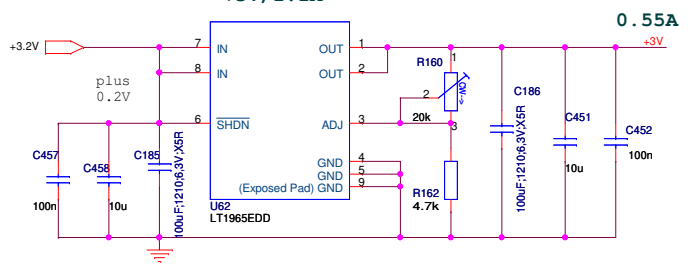 0.55A
+3.2V
+3V
7 IN OUT 1
8 IN OUT 2
R160
1
2
CW->
20k
3
plus
0.2V
6 SHDN ADJ 3
C186
100uF;1210;6,3V;X5R
C451
10u
C452
100n
C457
100n
C458
10u
C185
100uF;1210;6,3V;X5R
GND 4
GND 5
(Exposed Pad) GND 9
R162
4.7k
U62
LT1965EDD